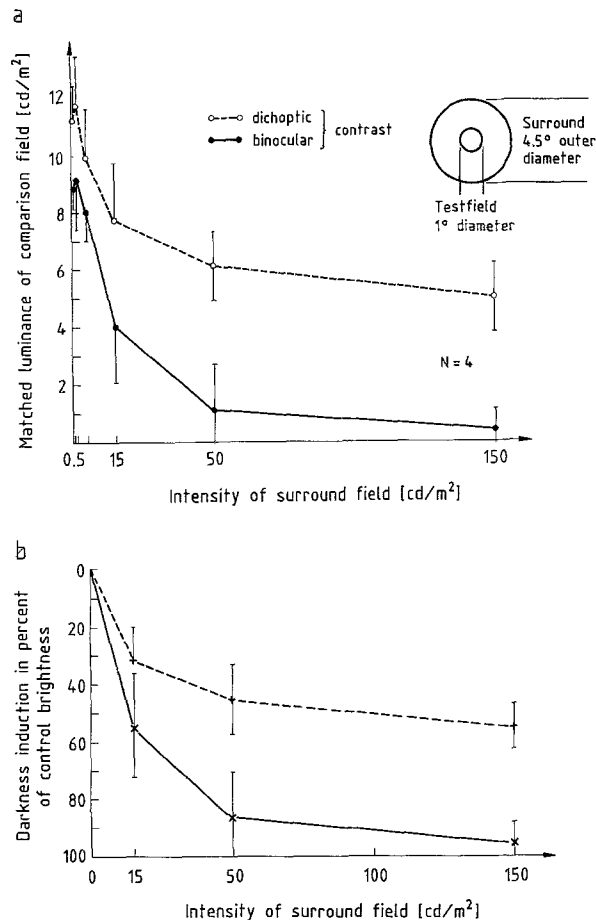 a
Matched luminance of comparison field [cd/m²]
12
10
8
6
4
2
dichoptic
binocular
contrast
Surround
4.5° outer
diameter
Testfield
1° diameter
N = 4
0.5 15 50 150
Intensity of surround field [cd/m²]
b
Darkness induction in percent
of control brightness
0
20
40
60
80
100
0 15 50 100 150
Intensity of surround field [cd/m²]